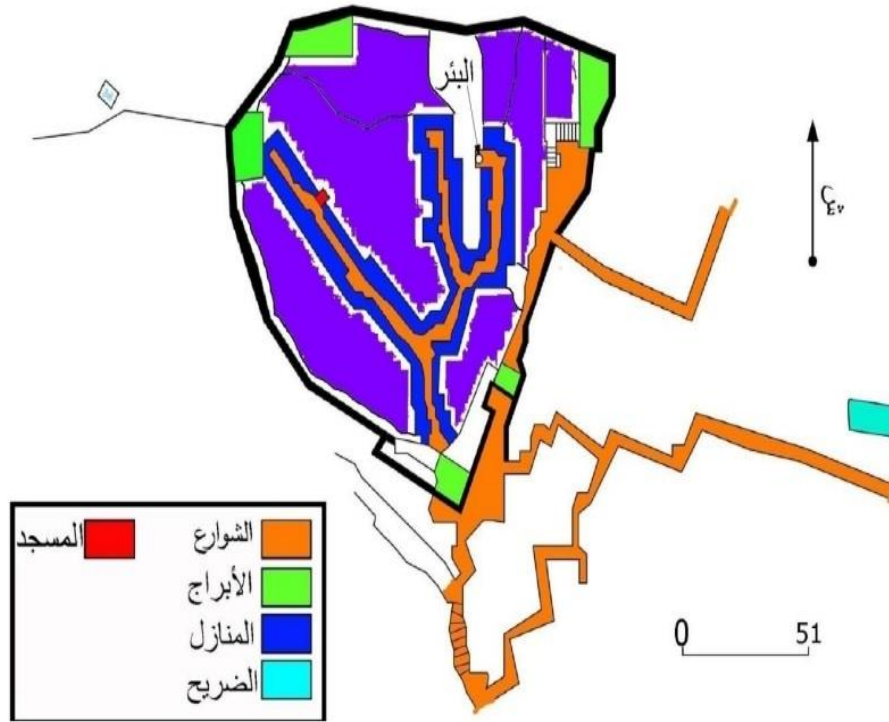 البئر
المسجد
الشوارع
الأبراج
المنازل
الضريح
0 51